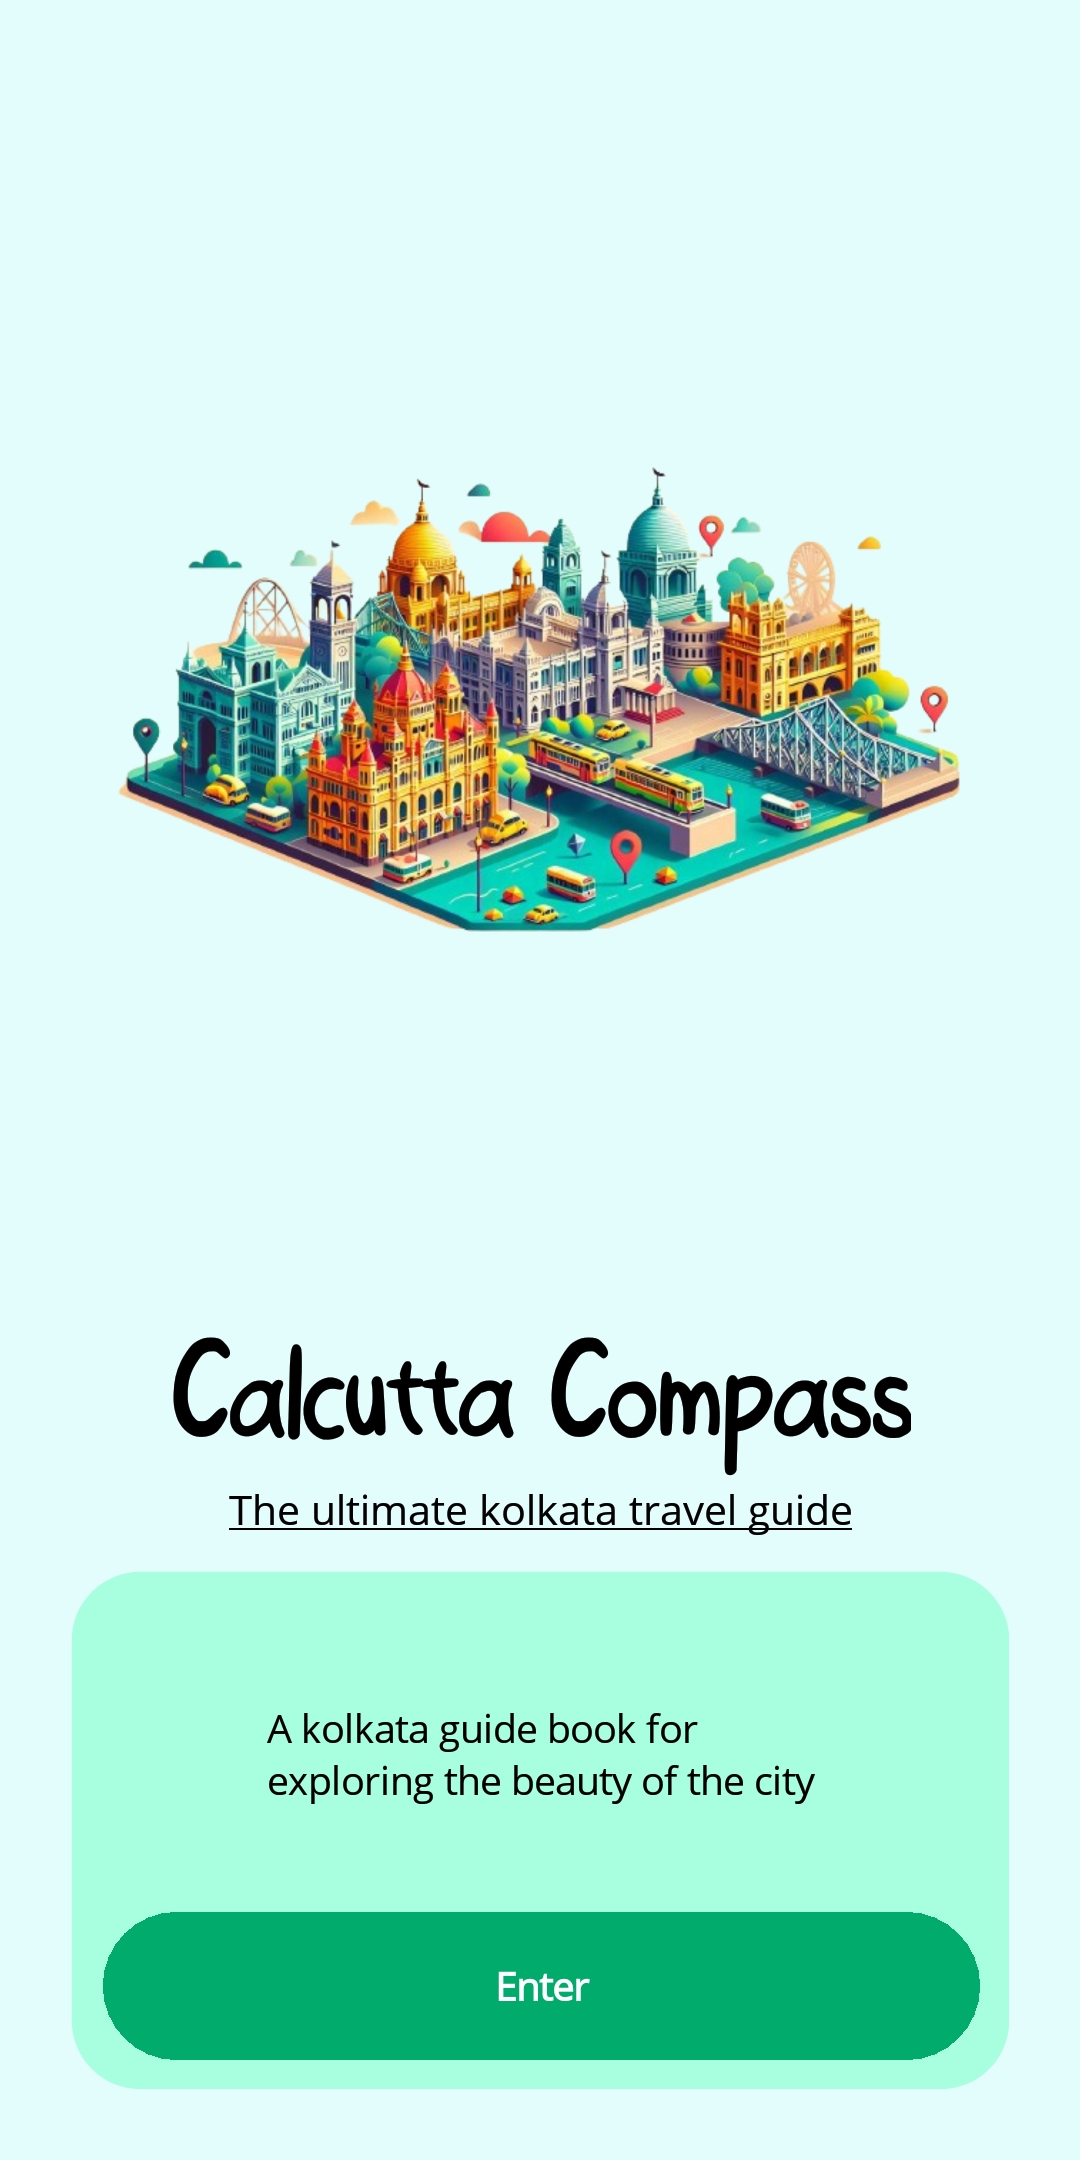 Calcutta Compass
The ultimate kolkata travel guide
A kolkata guide book for
exploring the beauty of the city
Enter